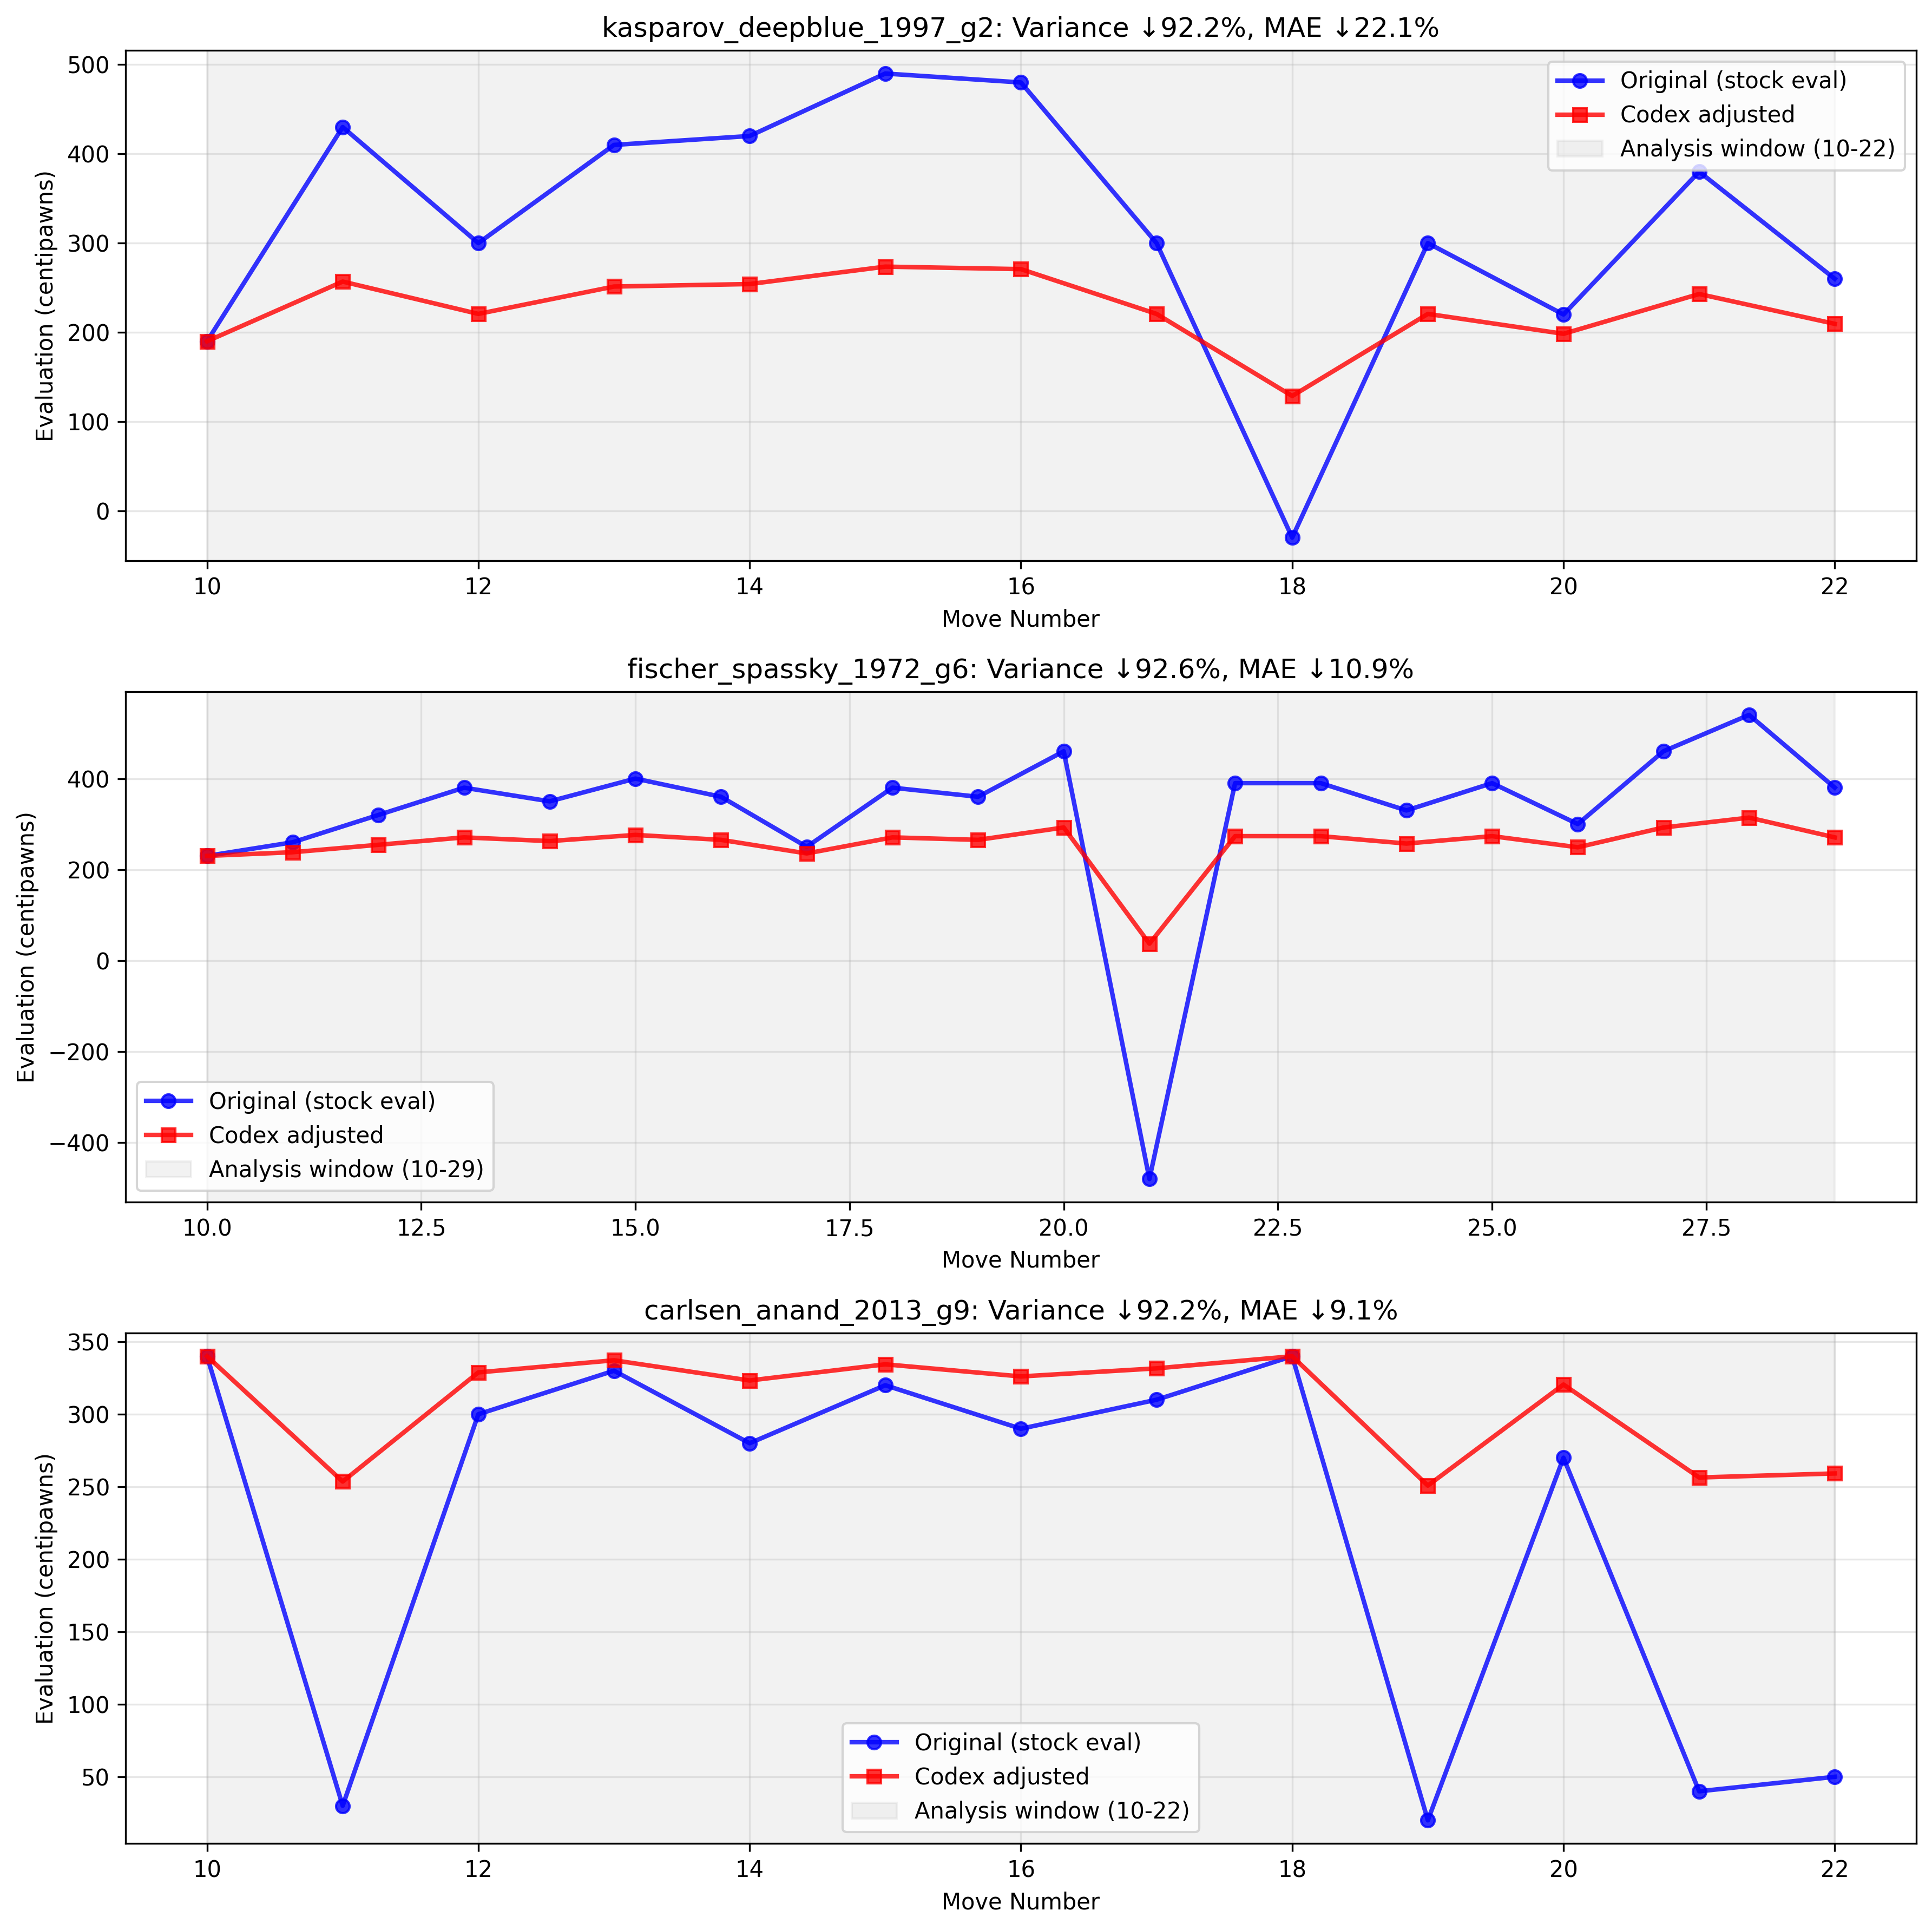 kasparov_deepblue_1997_g2: Variance ↓92.2%, MAE ↓22.1%
500
400
300
200
100
0
Evaluation (centipawns)
Original (stock eval)
Codex adjusted
Analysis window (10-22)
10 12 14 16 18 20 22
Move Number
fischer_spassky_1972_g6: Variance ↓92.6%, MAE ↓10.9%
400
200
0
−200
−400
Evaluation (centipawns)
Original (stock eval)
Codex adjusted
Analysis window (10-29)
10.0 12.5 15.0 17.5 20.0 22.5 25.0 27.5
Move Number
carlsen_anand_2013_g9: Variance ↓92.2%, MAE ↓9.1%
350
300
250
200
150
100
50
Evaluation (centipawns)
Original (stock eval)
Codex adjusted
Analysis window (10-22)
10 12 14 16 18 20 22
Move Number